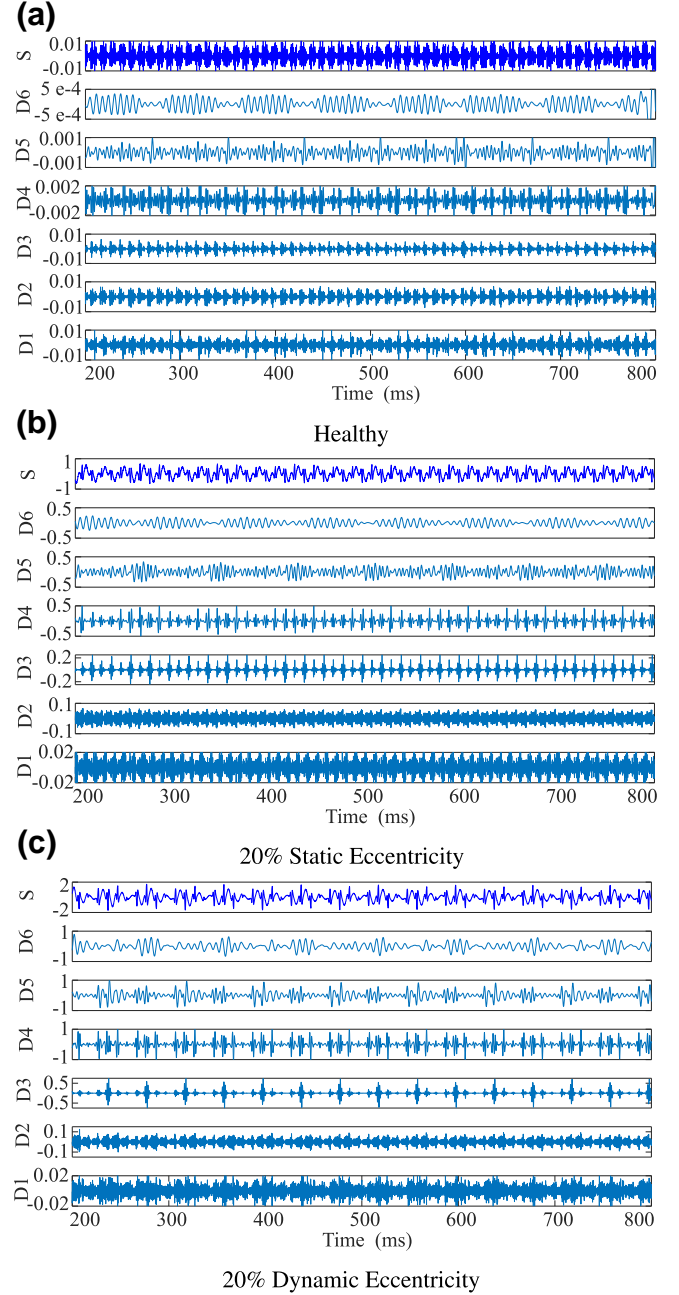 (a)
S 0.01 -0.01
D6 5 e-4 -5 e-4
D5 0.001 -0.001
D4 0.002 -0.002
D3 0.01 -0.01
D2 0.01 -0.01
D1 0.01 -0.01
200 300 400 500 600 700 800
Time (ms)
Healthy
(b)
S 1 -1
D6 0.5 -0.5
D5 0.5 -0.5
D4 0.5 -0.5
D3 0.2 -0.2
D2 0.1 -0.1
D1 0.02 -0.02
200 300 400 500 600 700 800
Time (ms)
20% Static Eccentricity
(c)
S 2 -2
D6 1 -1
D5 1 -1
D4 1 -1
D3 0.5 -0.5
D2 0.1 -0.1
D1 0.02 -0.02
200 300 400 500 600 700 800
Time (ms)
20% Dynamic Eccentricity